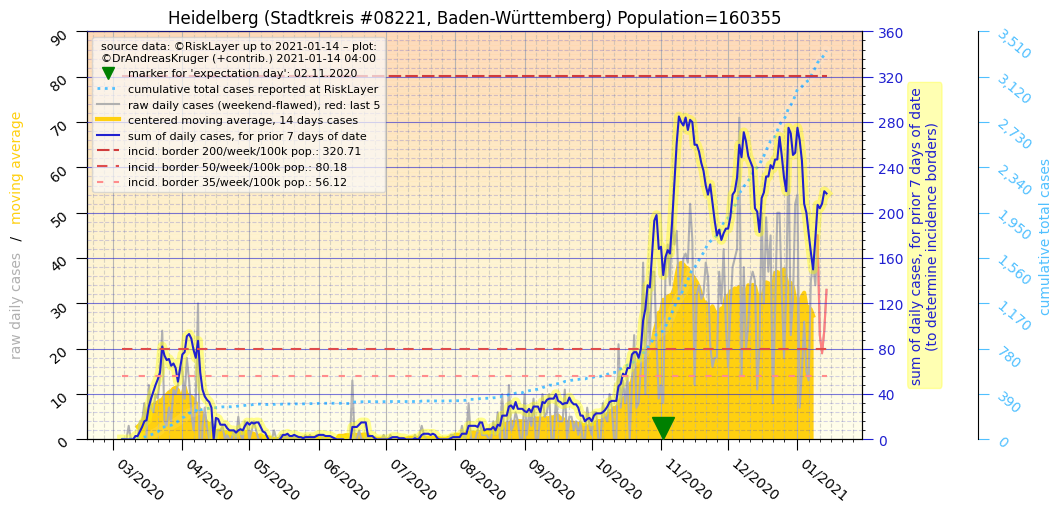 Heidelberg (Stadtkreis #08221, Baden-Württemberg) Population=160355
source data: ©RiskLayer up to 2021-01-14 – plot:
©DrAndreasKruger (+contrib.) 2021-01-14 04:00
marker for 'expectation day': 02.11.2020
cumulative total cases reported at RiskLayer
raw daily cases (weekend-flawed), red: last 5
centered moving average, 14 days cases
sum of daily cases, for prior 7 days of date
incid. border 200/week/100k pop.: 320.71
incid. border 50/week/100k pop.: 80.18
incid. border 35/week/100k pop.: 56.12
raw daily cases / moving average
90
80
70
60
50
40
30
20
10
0
03/2020
04/2020
05/2020
06/2020
07/2020
08/2020
09/2020
10/2020
11/2020
12/2020
01/2021
360
320
280
240
200
160
120
80
40
0
sum of daily cases, for prior 7 days of date
(to determine incidence borders)
3,510
3,120
2,730
2,340
1,950
1,560
1,170
780
390
0
cumulative total cases